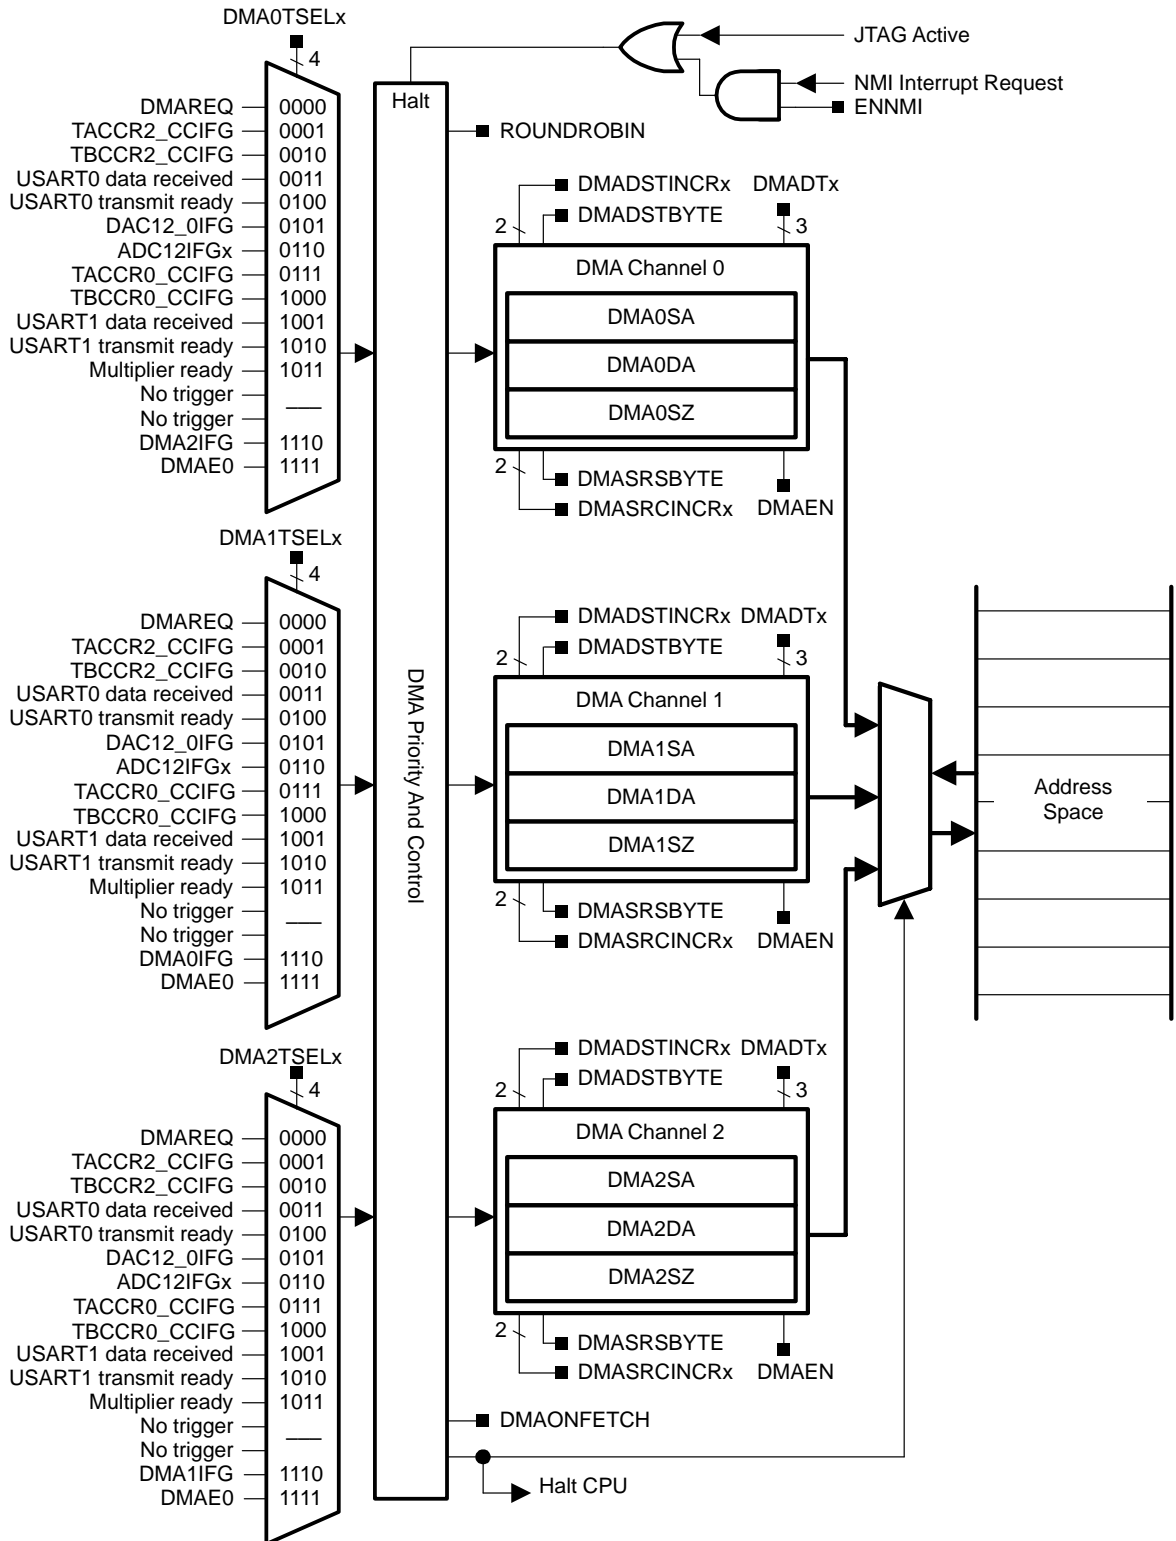 DMA0TSELx
4
JTAG Active
NMI Interrupt Request
ENNMI
Halt
ROUNDROBIN
DMAREQ 0000
TACCR2_CCIFG 0001
TBCCR2_CCIFG 0010
USART0 data received 0011
USART0 transmit ready 0100
DAC12_0IFG 0101
ADC12IFGx 0110
TACCR0_CCIFG 0111
TBCCR0_CCIFG 1000
USART1 data received 1001
USART1 transmit ready 1010
Multiplier ready 1011
No trigger
No trigger
DMA2IFG 1110
DMAE0 1111
DMADSTINCRx DMADTx
DMADSTBYTE
2
3
DMA Channel 0
DMA0SA
DMA0DA
DMA0SZ
2
DMASRSBYTE
DMASRCINCRx DMAEN
DMA1TSELx
4
DMAREQ 0000
TACCR2_CCIFG 0001
TBCCR2_CCIFG 0010
USART0 data received 0011
USART0 transmit ready 0100
DAC12_0IFG 0101
ADC12IFGx 0110
TACCR0_CCIFG 0111
TBCCR0_CCIFG 1000
USART1 data received 1001
USART1 transmit ready 1010
Multiplier ready 1011
No trigger
No trigger
DMA0IFG 1110
DMAE0 1111
DMA Priority And Control
DMADSTINCRx DMADTx
DMADSTBYTE
2
3
DMA Channel 1
DMA1SA
DMA1DA
DMA1SZ
2
DMASRSBYTE
DMASRCINCRx DMAEN
Address
Space
DMA2TSELx
4
DMAREQ 0000
TACCR2_CCIFG 0001
TBCCR2_CCIFG 0010
USART0 data received 0011
USART0 transmit ready 0100
DAC12_0IFG 0101
ADC12IFGx 0110
TACCR0_CCIFG 0111
TBCCR0_CCIFG 1000
USART1 data received 1001
USART1 transmit ready 1010
Multiplier ready 1011
No trigger
No trigger
DMA1IFG 1110
DMAE0 1111
DMADSTINCRx DMADTx
DMADSTBYTE
2
3
DMA Channel 2
DMA2SA
DMA2DA
DMA2SZ
2
DMASRSBYTE
DMASRCINCRx DMAEN
DMAONFETCH
Halt CPU